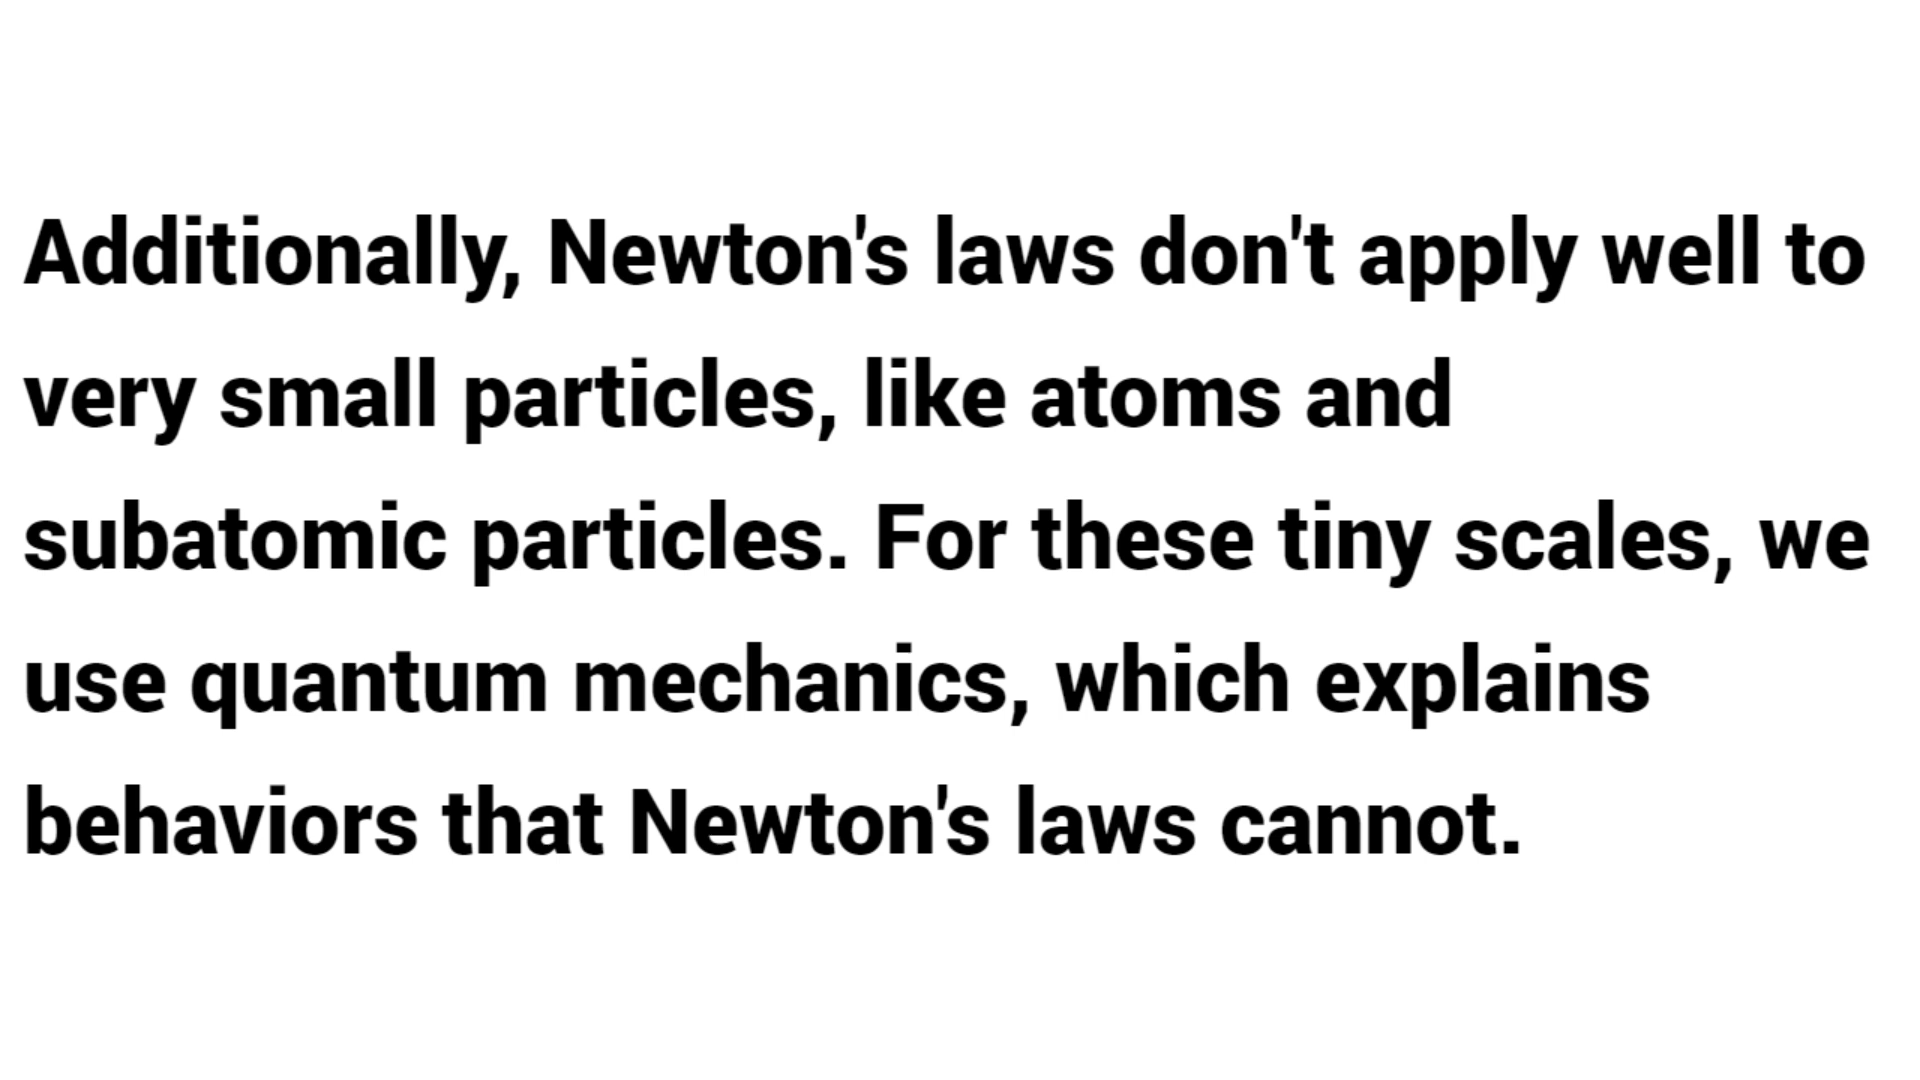 Additionally, Newton's laws don't apply well to
very small particles, like atoms and
subatomic particles. For these tiny scales, we
use quantum mechanics, which explains
behaviors that Newton's laws cannot.